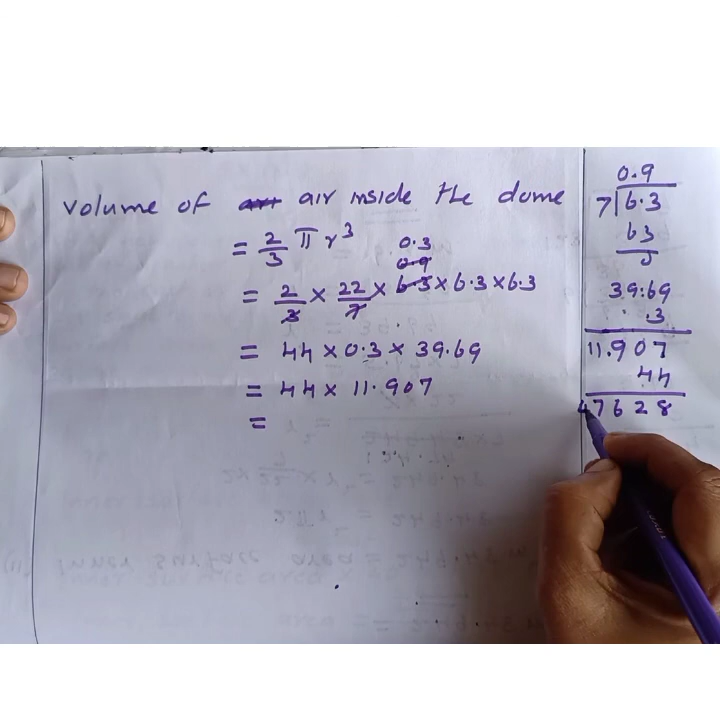 volume of air inside the dome
= 2/3 π r³
0.3
0.9
= 2/3 × 22/7 × 6.3 × 6.3 × 6.3
= 44 × 0.3 × 39.69
= 44 × 11.907
=
0.9
7|6.3
63
39.69
.3
11.907
44
47628